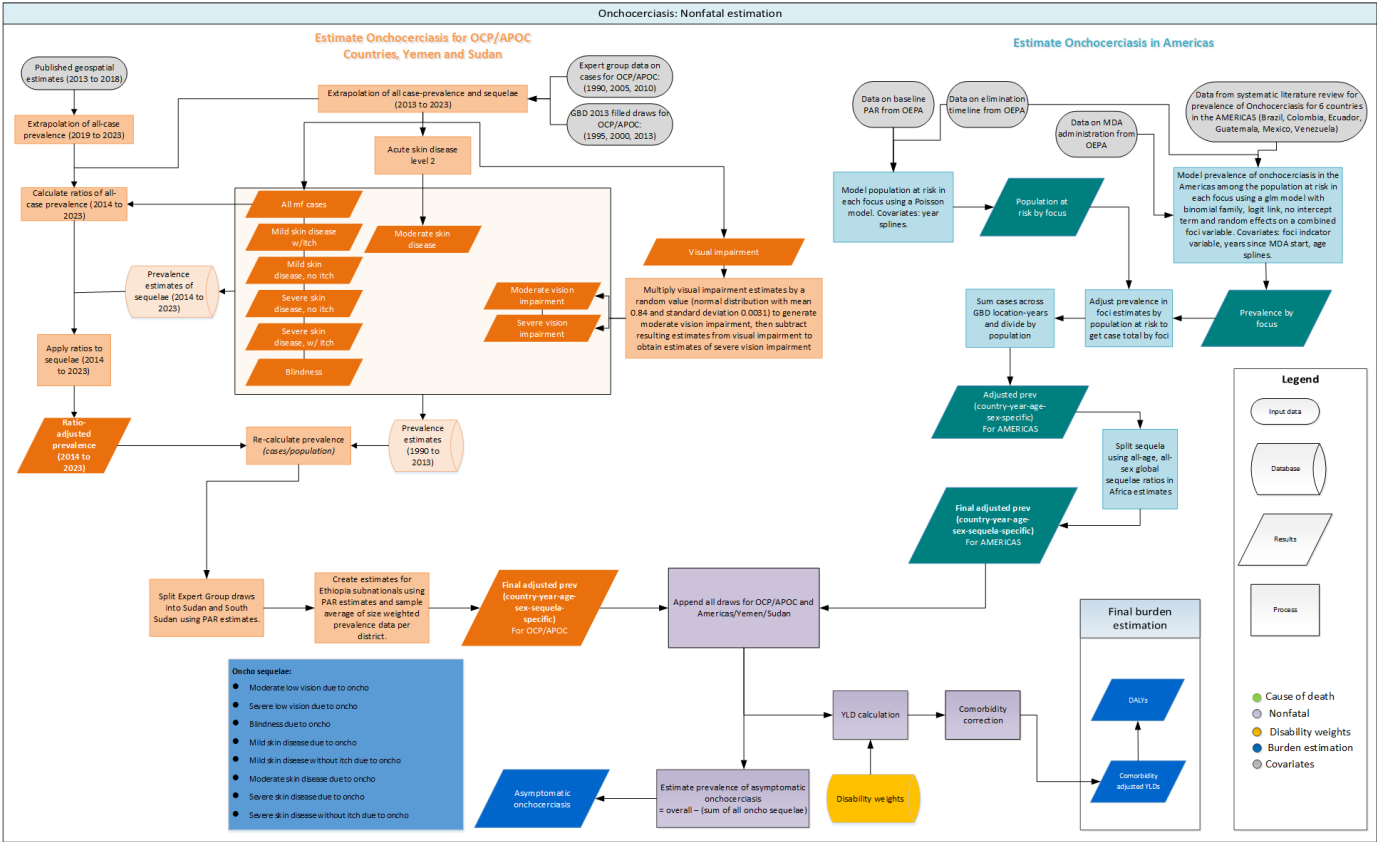 Onchocerciasis: Nonfatal estimation
Estimate Onchocerciasis for OCP/APOC
Countries, Yemen and Sudan
Estimate Onchocerciasis in Americas
Published geospatial
estimates (2013 to 2018)
Extrapolation of all-case
prevalence (2019 to 2023)
Calculate ratios of all-
case prevalence (2014 to
2023)
Extrapolation of all case-prevalence and sequelae
(2013 to 2023)
Expert group data on
cases for OCP/APOC:
(1990, 2005, 2010)
GBD 2013 filled draws for
OCP/APOC:
(1995, 2000, 2013)
Acute skin disease
level 2
All mf cases
Mild skin disease
w/itch
Mild skin
disease, no itch
Severe skin
disease, no itch
Severe skin
disease, w/ itch
Blindness
Moderate skin
disease
Moderate vision
impairment
Severe vision
impairment
Visual impairment
Multiply visual impairment estimates by a
random value (normal distribution with mean
0.84 and standard deviation 0.0031) to generate
moderate vision impairment, then subtract
resulting estimates from visual impairment to
obtain estimates of severe vision impairment
Prevalence
estimates of
sequelae (2014 to
2023)
Apply ratios to
sequelae (2014
to 2023)
Ratio-
adjusted
prevalence
(2014 to
2023)
Re-calculate prevalence
(cases/population)
Prevalence
estimates
(1990 to
2013)
Data on baseline
PAR from OEPA
Data on elimination
timeline from OEPA
Data on MDA
administration from
OEPA
Data from systematic literature review for
prevalence of Onchocerciasis for 6 countries
in the AMERICAS (Brazil, Colombia, Ecuador,
Guatemala, Mexico, Venezuela)
Model population at risk in
each focus using a Poisson
model. Covariates: year
splines.
Population at
risk by focus
Model prevalence of onchocerciasis in the
Americas among the population at risk in
each focus using a glm model with
binomial family, logit link, no intercept
term and random effects on a combined
foci variable. Covariates: foci indcator
variable, years since MDA start, age
splines.
Sum cases across
GBD location-years
and divide by
population
Adjust prevalence in
foci estimates by
population at risk to
get case total by foci
Prevalence by
focus
Adjusted prev
(country-year-age-
sex-specific)
For AMERICAS
Split sequela
using all-age, all-
sex global
sequelae ratios in
Africa estimates
Final adjusted prev
(country-year-age-
sex-sequela-specific)
For AMERICAS
Split Expert Group draws
into Sudan and South
Sudan using PAR estimates.
Create estimates for
Ethiopia subnationals using
PAR estimates and sample
average of size weighted
prevalence data per
district.
Final adjusted prev
(country-year-age-
sex-sequela-
specific)
For OCP/APOC
Append all draws for OCP/APOC and
Americas/Yemen/Sudan
Oncho sequelae:
● Moderate low vision due to oncho
● Severe low vision due to oncho
● Blindness due to oncho
● Mild skin disease due to oncho
● Mild skin disease without itch due to oncho
● Moderate skin disease due to oncho
● Severe skin disease due to oncho
● Severe skin disease without itch due to oncho
Asymptomatic
onchocerciasis
Estimate prevalence of asymptomatic
onchocerciasis
= overall – (sum of all oncho sequelae)
YLD calculation
Comorbidity
correction
Disability weights
Final burden
estimation
DALYs
Comorbidity
adjusted YLDs
Legend
Input data
Database
Results
Process
Cause of death
Nonfatal
Disability weights
Burden estimation
Covariates